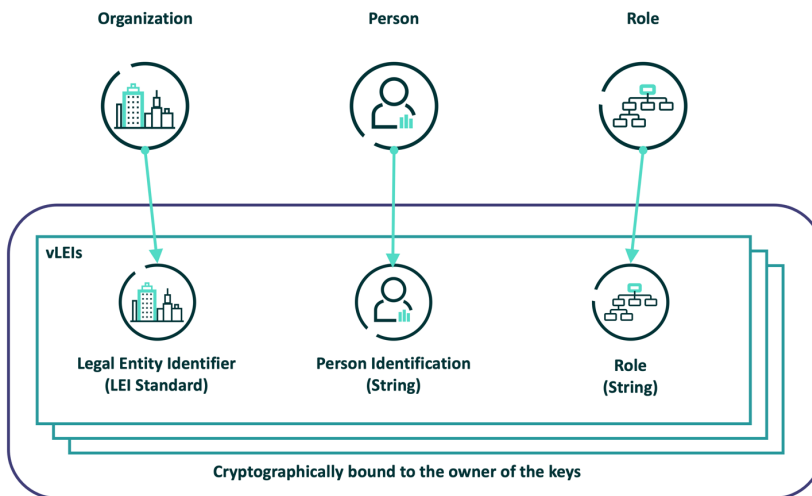 Organization
Person
Role
vLEIs
Legal Entity Identifier
(LEI Standard)
Person Identification
(String)
Role
(String)
Cryptographically bound to the owner of the keys